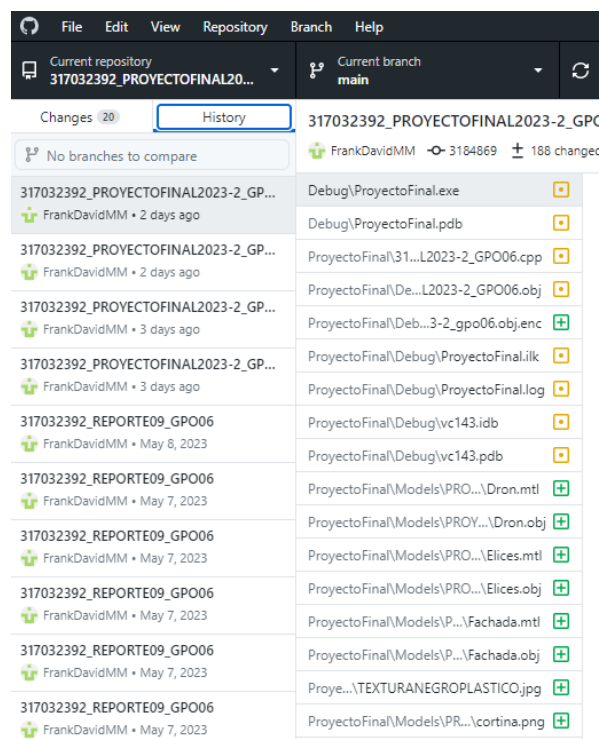 File Edit View Repository Branch Help
Current repository
317032392_PROYECTOFINAL20...
Current branch
main
Changes 20
History
No branches to compare
317032392_PROYECTOFINAL2023-2_GP...
FrankDavidMM • 2 days ago
317032392_PROYECTOFINAL2023-2_GP...
FrankDavidMM • 2 days ago
317032392_PROYECTOFINAL2023-2_GP...
FrankDavidMM • 3 days ago
317032392_PROYECTOFINAL2023-2_GP...
FrankDavidMM • 3 days ago
317032392_REPORTE09_GPO06
FrankDavidMM • May 8, 2023
317032392_REPORTE09_GPO06
FrankDavidMM • May 7, 2023
317032392_REPORTE09_GPO06
FrankDavidMM • May 7, 2023
317032392_REPORTE09_GPO06
FrankDavidMM • May 7, 2023
317032392_REPORTE09_GPO06
FrankDavidMM • May 7, 2023
317032392_REPORTE09_GPO06
FrankDavidMM • May 7, 2023
317032392_PROYECTOFINAL2023-2_GPO
FrankDavidMM 3184869 188 changed
Debug\ProyectoFinal.exe
Debug\ProyectoFinal.pdb
ProyectoFinal\31...L2023-2_GPO06.cpp
ProyectoFinal\De...L2023-2_GPO06.obj
ProyectoFinal\Deb...3-2_gpo06.obj.enc
ProyectoFinal\Debug\ProyectoFinal.ilk
ProyectoFinal\Debug\ProyectoFinal.log
ProyectoFinal\Debug\vc143.idb
ProyectoFinal\Debug\vc143.pdb
ProyectoFinal\Models\PRO...\Dron.mtl
ProyectoFinal\Models\PROY...\Dron.obj
ProyectoFinal\Models\PRO...\Elices.mtl
ProyectoFinal\Models\PRO...\Elices.obj
ProyectoFinal\Models\P...\Fachada.mtl
ProyectoFinal\Models\P...\Fachada.obj
Proye...\TEXTURANEGROPLASTICO.jpg
ProyectoFinal\Models\PR...\cortina.png